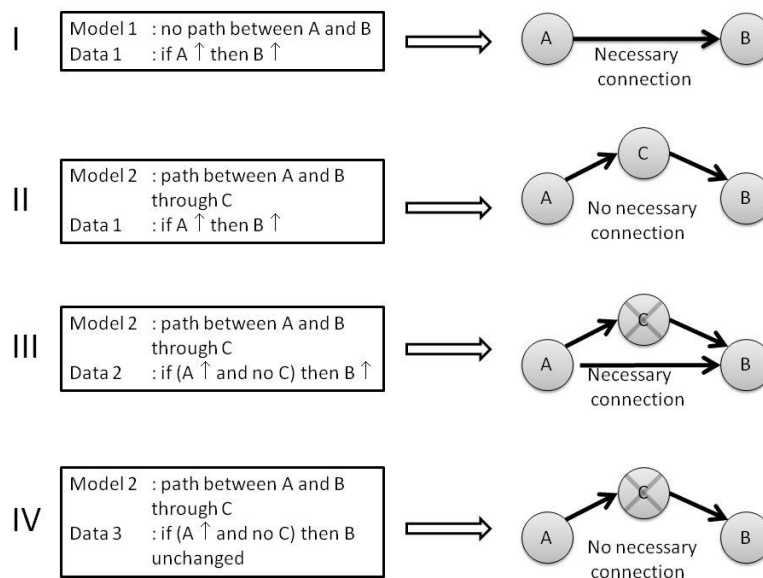 I
Model 1 : no path between A and B
Data 1 : if A ↑ then B ↑
A
B
Necessary
connection
II
Model 2 : path between A and B
through C
Data 1 : if A ↑ then B ↑
A
C
B
No necessary
connection
III
Model 2 : path between A and B
through C
Data 2 : if (A ↑ and no C) then B ↑
A
C
B
Necessary
connection
IV
Model 2 : path between A and B
through C
Data 3 : if (A ↑ and no C) then B
unchanged
A
C
B
No necessary
connection